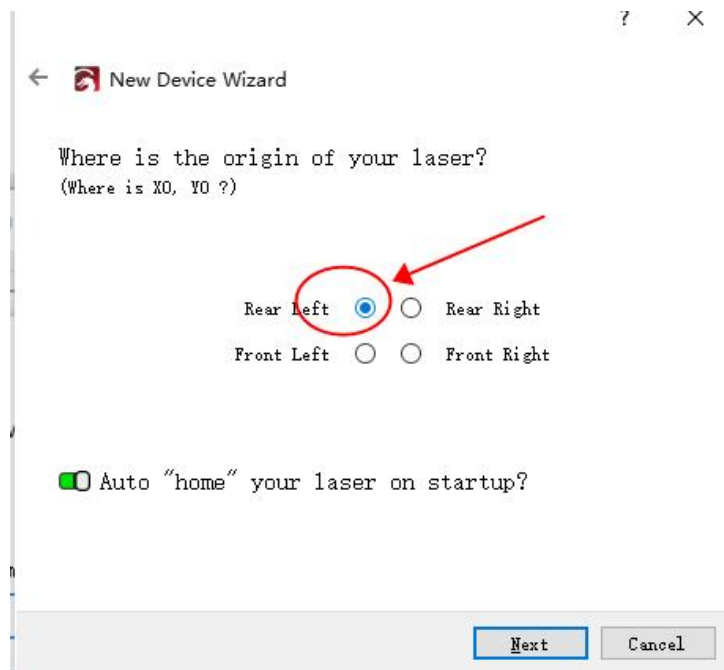 ?
New Device Wizard
Where is the origin of your laser?
(Where is X0, Y0 ?)
Rear Left Rear Right
Front Left Front Right
Auto "home" your laser on startup?
Next Cancel